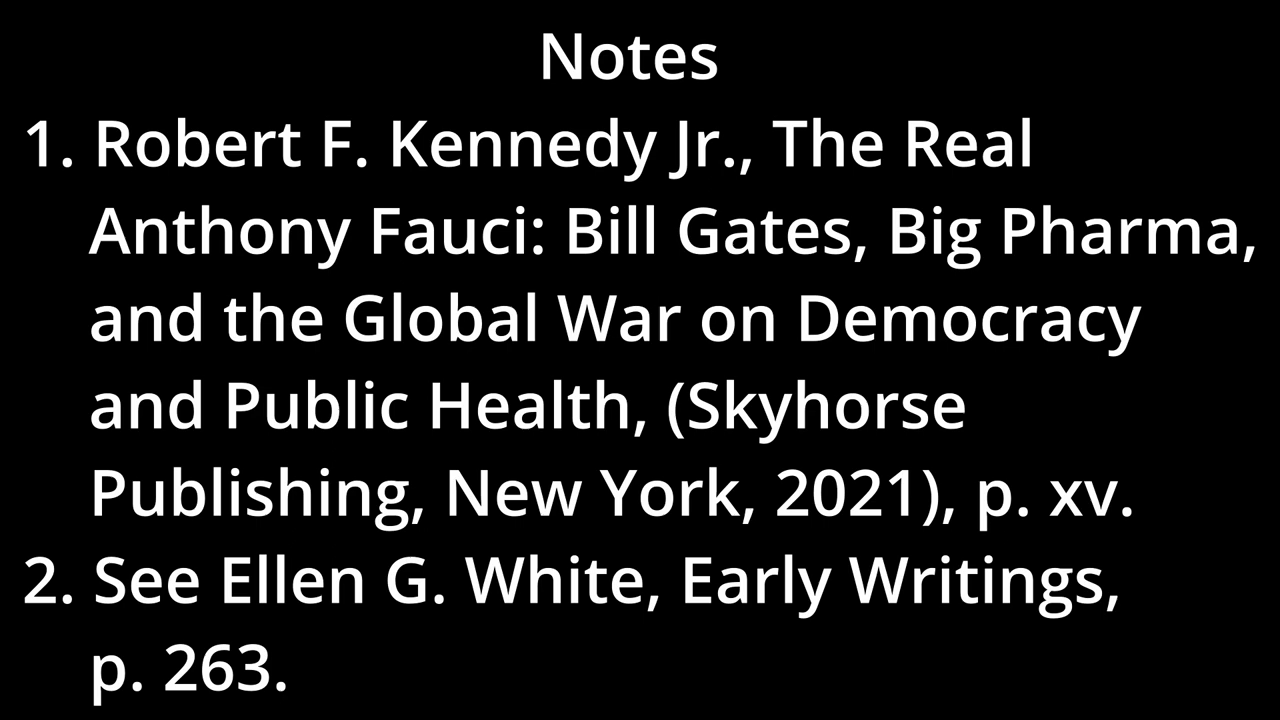 Notes
1. Robert F. Kennedy Jr., The Real
Anthony Fauci: Bill Gates, Big Pharma,
and the Global War on Democracy
and Public Health, (Skyhorse
Publishing, New York, 2021), p. xv.
2. See Ellen G. White, Early Writings,
p. 263.